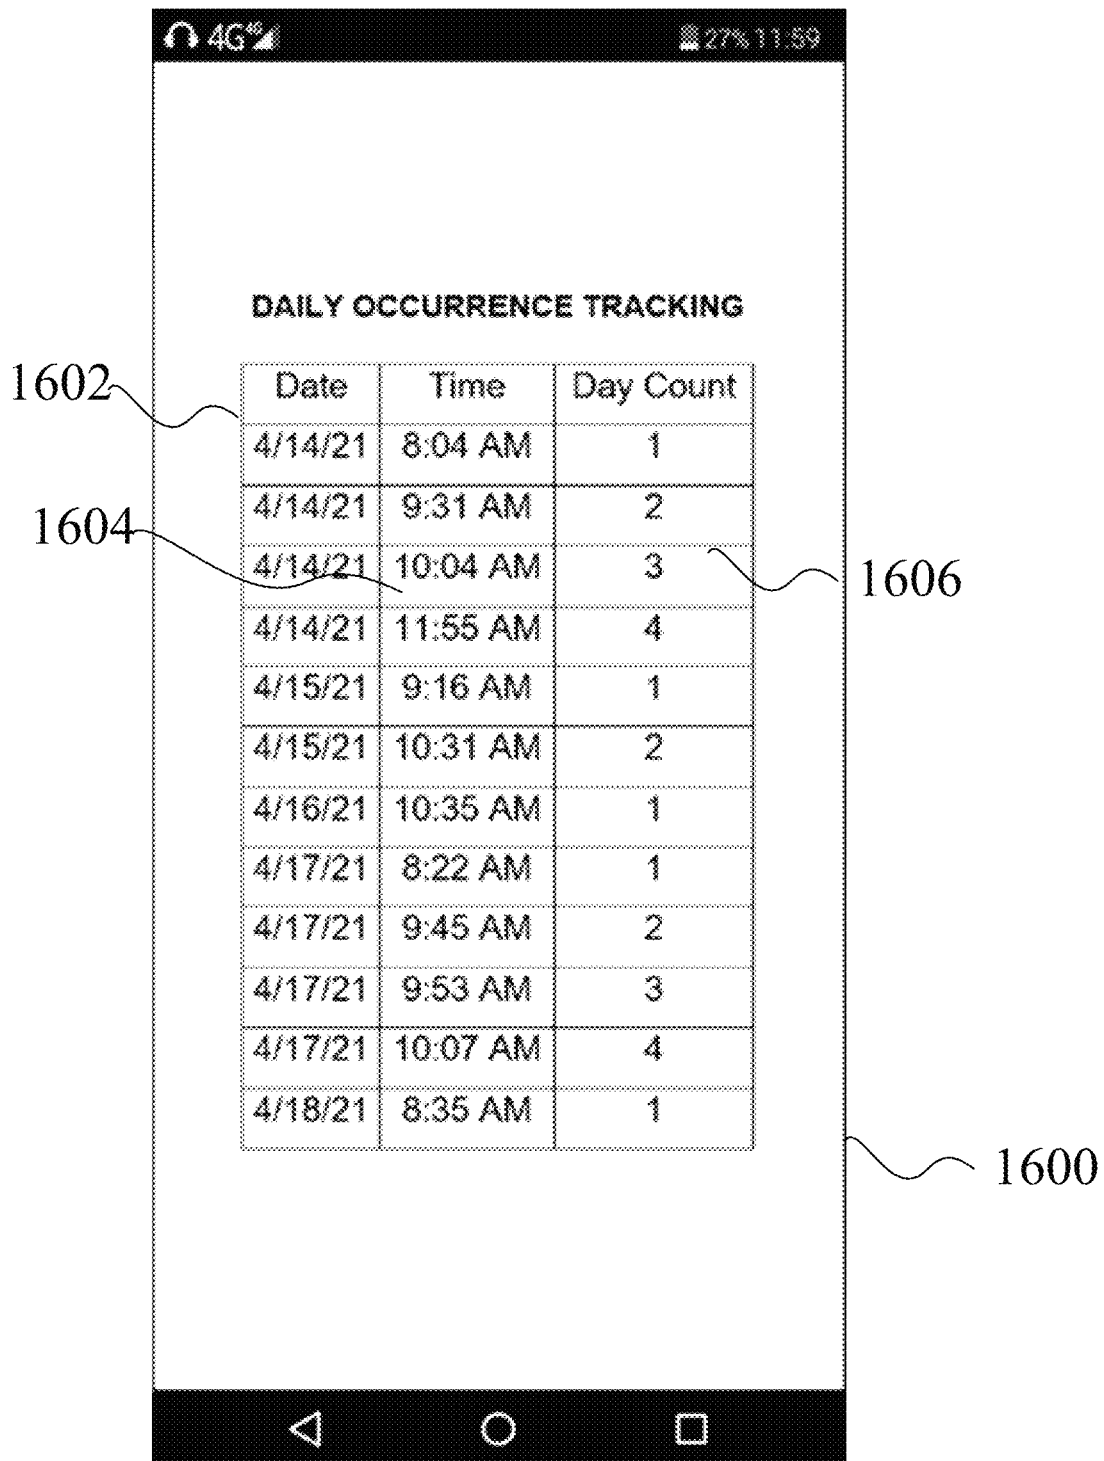 4G 4G 27% 11:59
DAILY OCCURRENCE TRACKING
1602
Date Time Day Count
4/14/21 8:04 AM 1
4/14/21 9:31 AM 2
1604
4/14/21 10:04 AM 3
1606
4/14/21 11:55 AM 4
4/15/21 9:16 AM 1
4/15/21 10:31 AM 2
4/16/21 10:35 AM 1
4/17/21 8:22 AM 1
4/17/21 9:45 AM 2
4/17/21 9:53 AM 3
4/17/21 10:07 AM 4
4/18/21 8:35 AM 1
1600